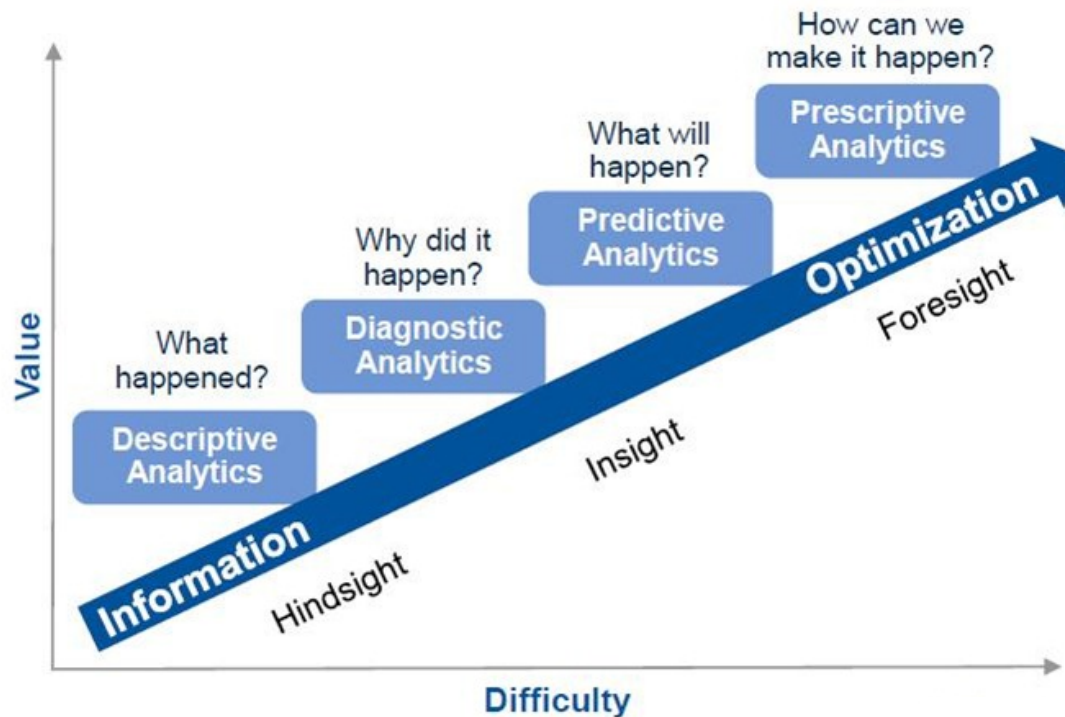 How can we
make it happen?
Prescriptive
Analytics
What will
happen?
Predictive
Analytics
Why did it
happen?
Diagnostic
Analytics
What
happened?
Descriptive
Analytics
Value
Information
Optimization
Hindsight
Insight
Foresight
Difficulty